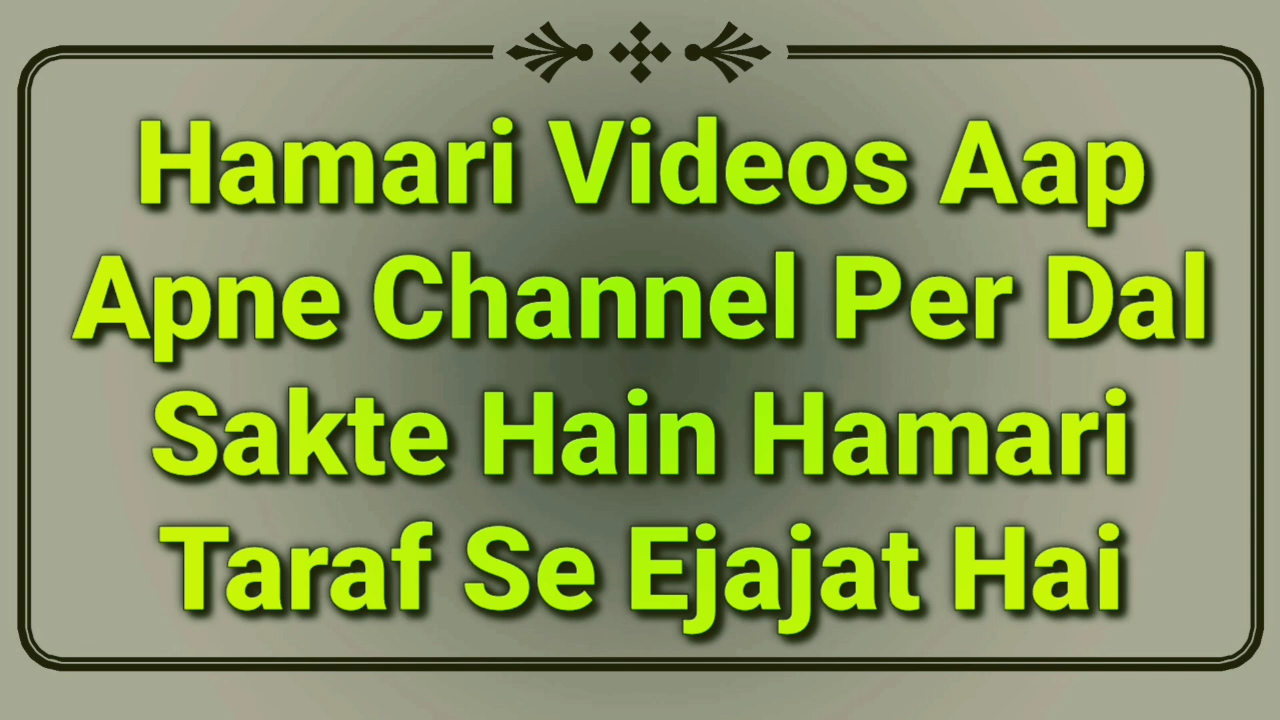 Hamari Videos Aap
Apne Channel Per Dal
Sakte Hain Hamari
Taraf Se Ejajat Hai